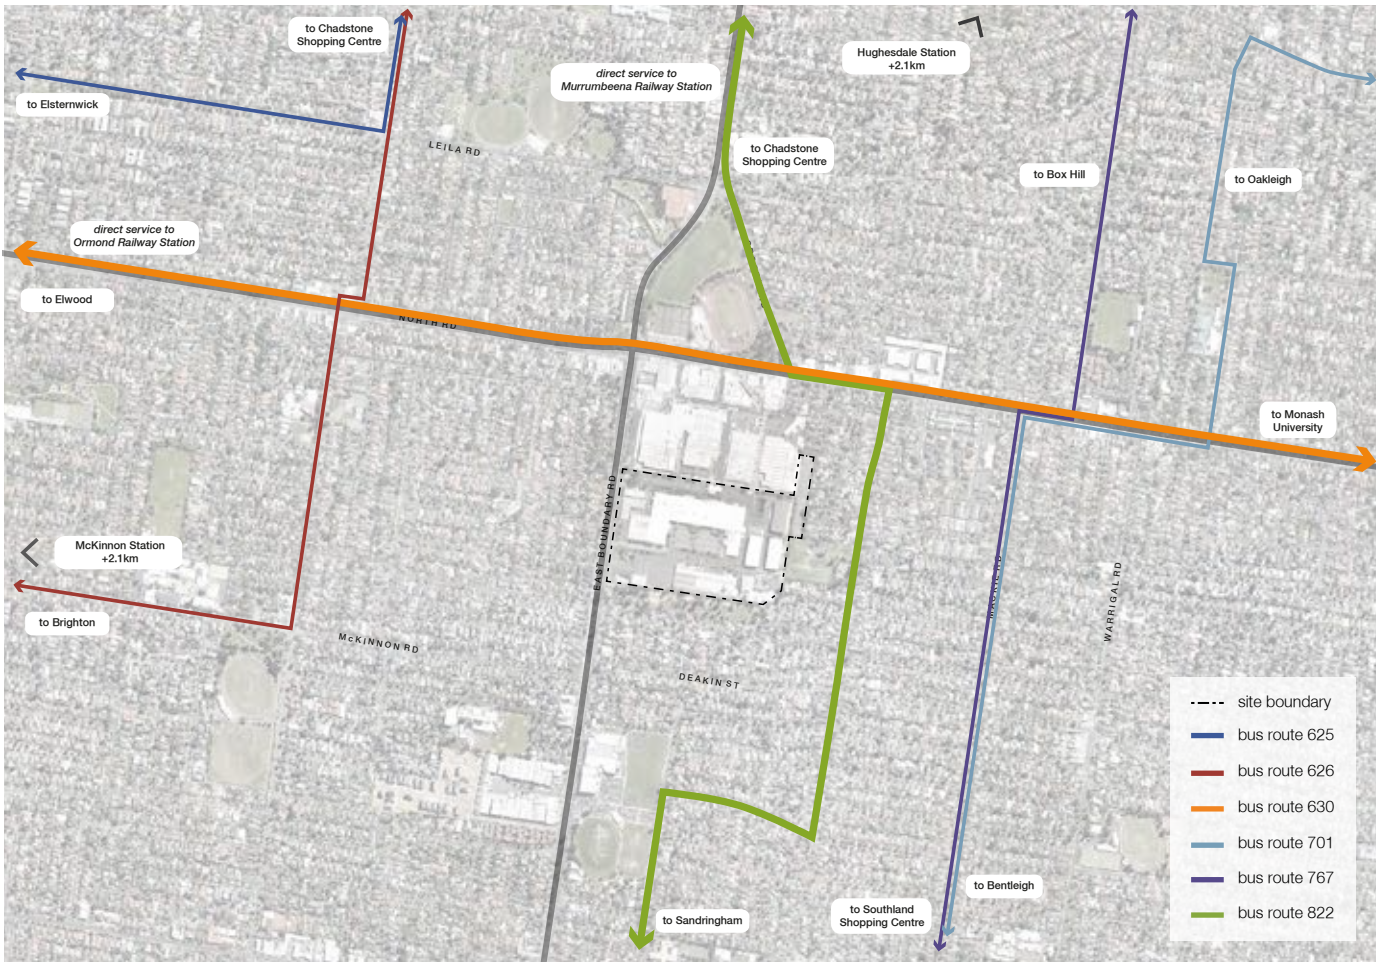 to Chadstone
Shopping Centre
to Elsternwick
direct service to
Murrumbeena Railway Station
Hughesdale Station
+2.1km
LEILA RD
to Chadstone
Shopping Centre
to Box Hill
to Oakleigh
direct service to
Ormond Railway Station
to Elwood
NORTH RD
to Monash
University
EAST BOUNDARY RD
McKinnon Station
+2.1km
to Brighton
McKINNON RD
WARRIGAL RD
DEAKIN ST
to Bentleigh
to Southland
Shopping Centre
to Sandringham
site boundary
bus route 625
bus route 626
bus route 630
bus route 701
bus route 767
bus route 822